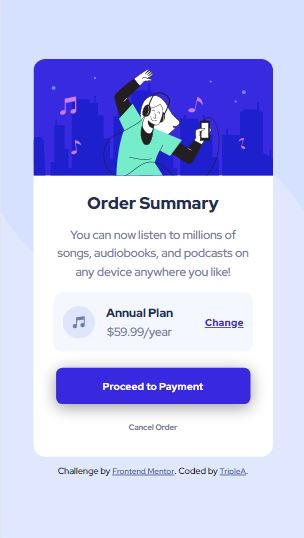 Order Summary
You can now listen to millions of
songs, audiobooks, and podcasts on
any device anywhere you like!
Annual Plan
$59.99/year
Change
Proceed to Payment
Cancel Order
Challenge by Frontend Mentor. Coded by TripleA.